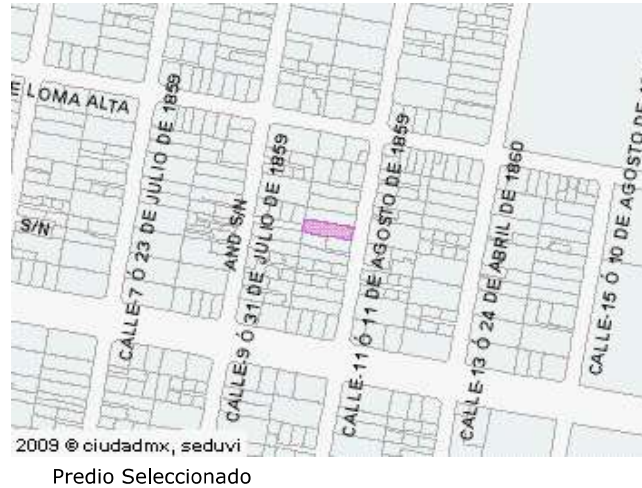 E LOMA ALTA
S/N
CALLE-7 Ó 23 DE JULIO DE 1859
AND S/N
CALLE-9 Ó 31 DE JULIO DE 1859
CALLE-11 Ó 11 DE AGOSTO DE 1859
CALLE-13 Ó 24 DE ABRIL DE 1860
CALLE-15 Ó 10 DE AGOSTO DE
2009 © ciudadmx, seduvi
Predio Seleccionado